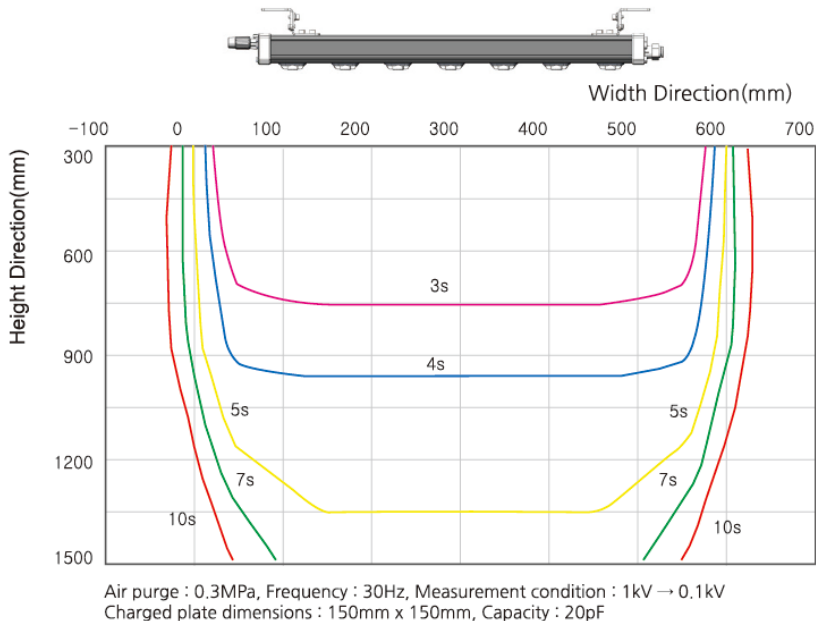 Width Direction(mm)
-100 0 100 200 300 400 500 600 700
Height Direction(mm)
300
600
900
1200
1500
3s
4s
5s 5s
7s 7s
10s 10s
Air purge : 0.3MPa, Frequency : 30Hz, Measurement condition : 1kV → 0.1kV
Charged plate dimensions : 150mm x 150mm, Capacity : 20pF